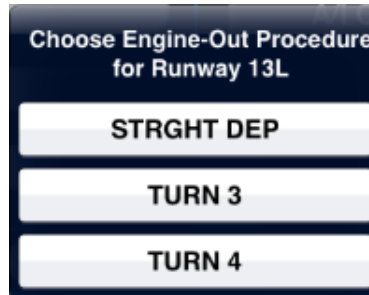 Choose Engine-Out Procedure
for Runway 13L
STRGHT DEP
TURN 3
TURN 4